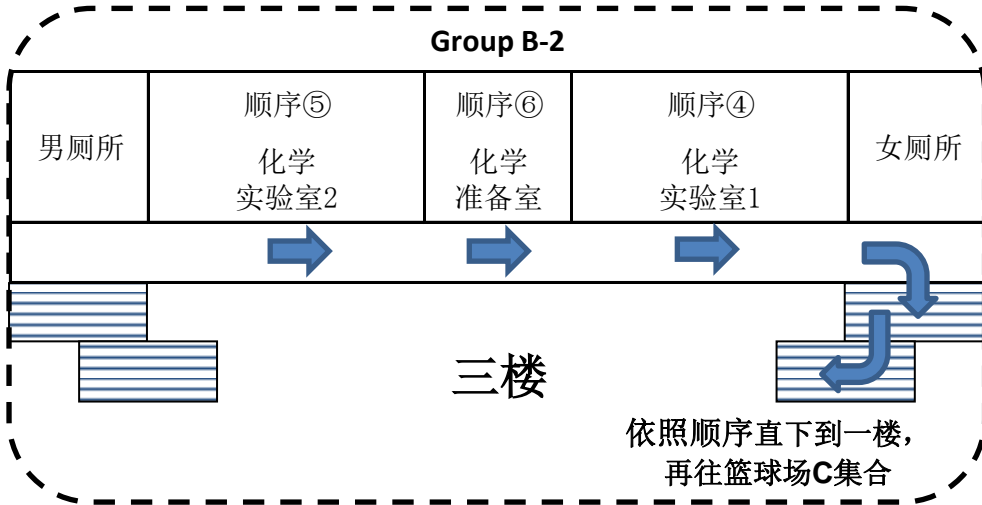 Group B-2
男厕所
顺序⑤
化学
实验室2
顺序⑥
化学
准备室
顺序④
化学
实验室1
女厕所
三楼
依照顺序直下到一楼，
再往篮球场C集合